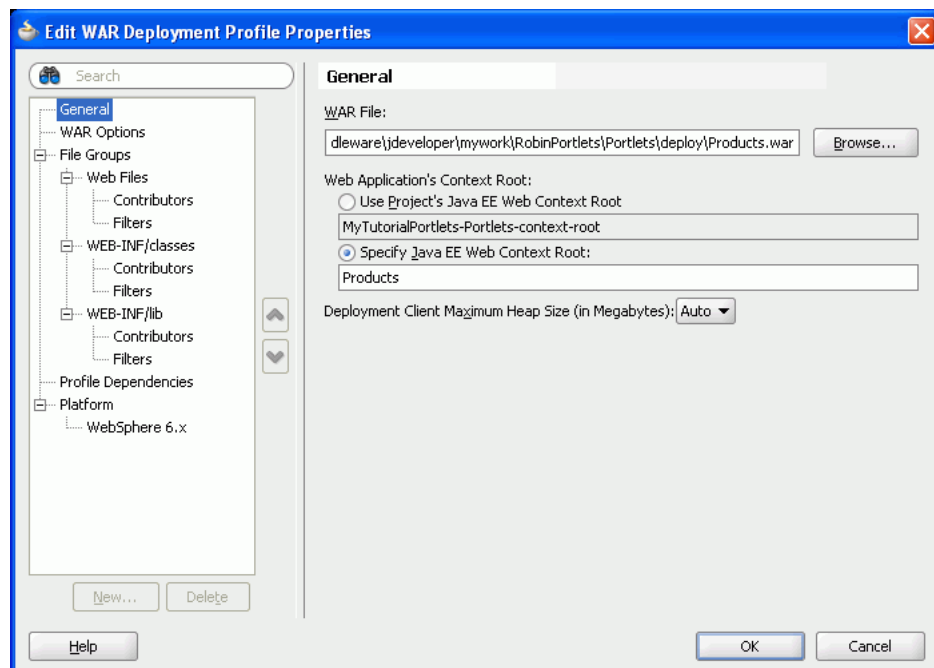 Edit WAR Deployment Profile Properties
Search
General
WAR Options
File Groups
Web Files
Contributors
Filters
WEB-INF/classes
Contributors
Filters
WEB-INF/lib
Contributors
Filters
Profile Dependencies
Platform
WebSphere 6.x
New...
Delete
General
WAR File:
dleware\jdeveloper\mywork\RobinPortlets\Portlets\deploy\Products.war
Browse...
Web Application's Context Root:
Use Project's Java EE Web Context Root
MyTutorialPortlets-Portlets-context-root
Specify Java EE Web Context Root:
Products
Deployment Client Maximum Heap Size (in Megabytes): Auto
Help
OK
Cancel